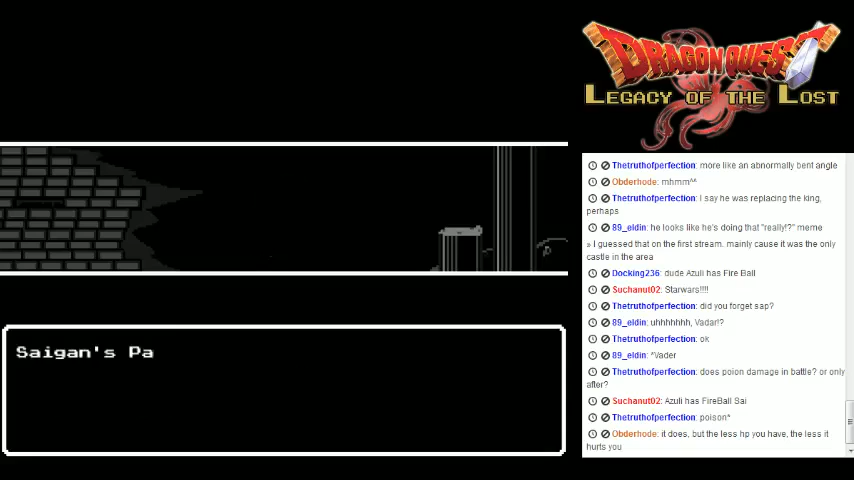 DRAGON QUEST
LEGACY OF THE LOST
Saigan's Pa
Thetruthofperfection: more like an abnormally bent angle
Obderhode: mhmm^^
Thetruthofperfection: I say he was replacing the king,
perhaps
89_eldin: he looks like he's doing that "really!?" meme
» I guessed that on the first stream. mainly cause it was the only
castle in the area
Docking236: dude Azuli has Fire Ball
Suchanut02: Starwars!!!!
Thetruthofperfection: did you forget sap?
89_eldin: uhhhhhhh, Vadar!?
Thetruthofperfection: ok
89_eldin: ^Vader
Thetruthofperfection: does poion damage in battle? or only
after?
Suchanut02: Azuli has FireBall Sai
Thetruthofperfection: poison*
Obderhode: it does, but the less hp you have, the less it
hurts you